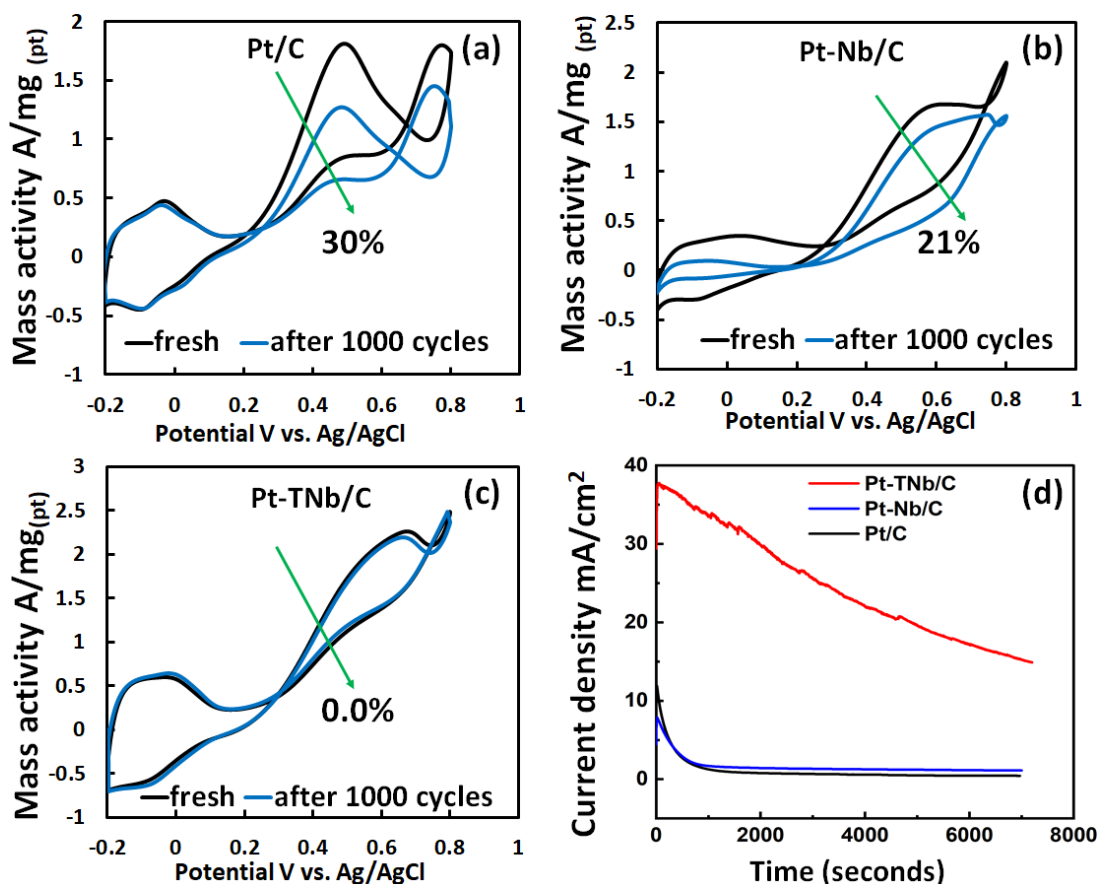 (a)
Pt/C
30%
fresh after 1000 cycles
Mass activity A/mg (pt)
2
1.5
1
0.5
0
-0.5
-1
-0.2 0 0.2 0.4 0.6 0.8 1
Potential V vs. Ag/AgCl
(b)
Pt-Nb/C
21%
fresh after 1000 cycles
Mass activity A/mg (pt)
2.5
2
1.5
1
0.5
0
-0.5
-1
-0.2 0 0.2 0.4 0.6 0.8 1
Potential V vs. Ag/AgCl
(c)
Pt-TNb/C
0.0%
fresh after 1000 cycles
Mass activity A/mg(pt)
3
2.5
2
1.5
1
0.5
0
-0.5
-1
-0.2 0 0.2 0.4 0.6 0.8 1
Potential V vs. Ag/AgCl
(d)
Pt-TNb/C
Pt-Nb/C
Pt/C
Current density mA/cm²
40
30
20
10
0
0 2000 4000 6000 8000
Time (seconds)